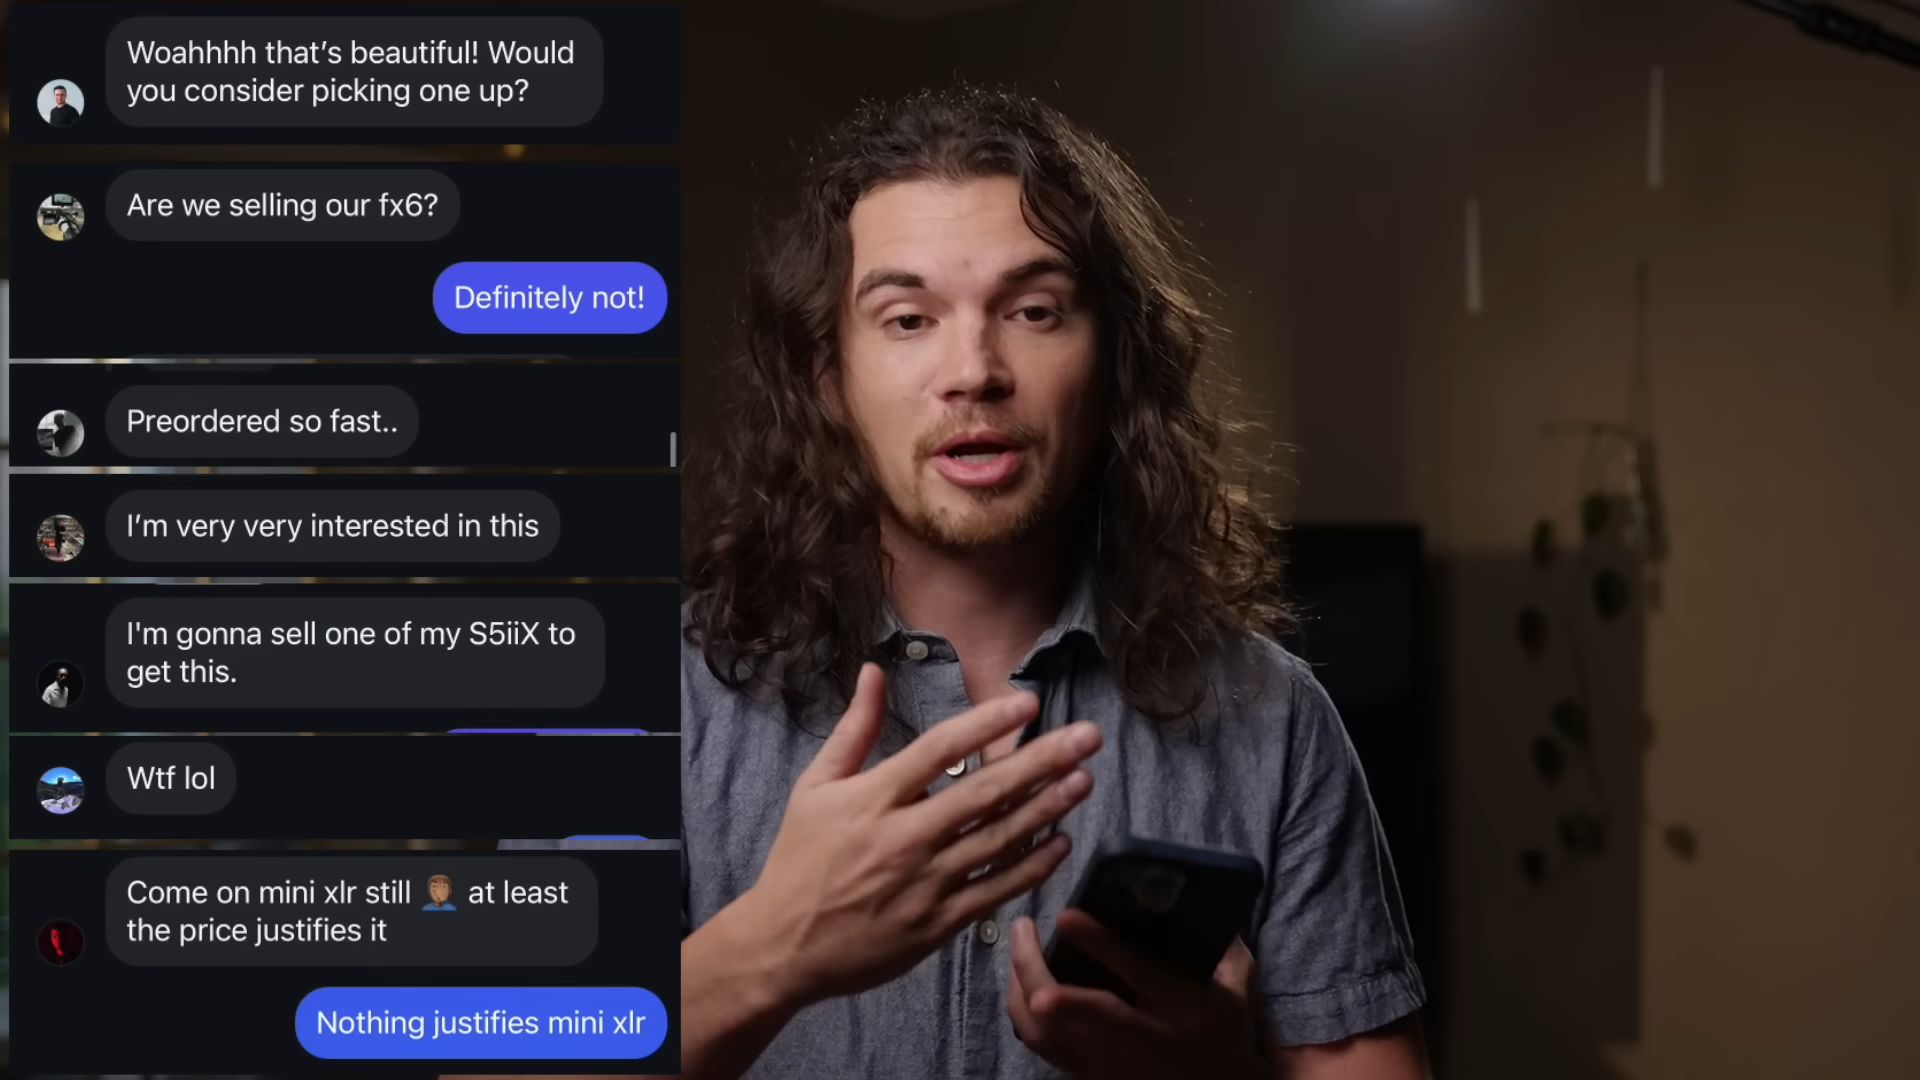 Woahhhh that’s beautiful! Would
you consider picking one up?
Are we selling our fx6?
Definitely not!
Preordered so fast..
I’m very very interested in this
I'm gonna sell one of my S5iiX to
get this.
Wtf lol
Come on mini xlr still 🤦🏾‍♂️ at least
the price justifies it
Nothing justifies mini xlr